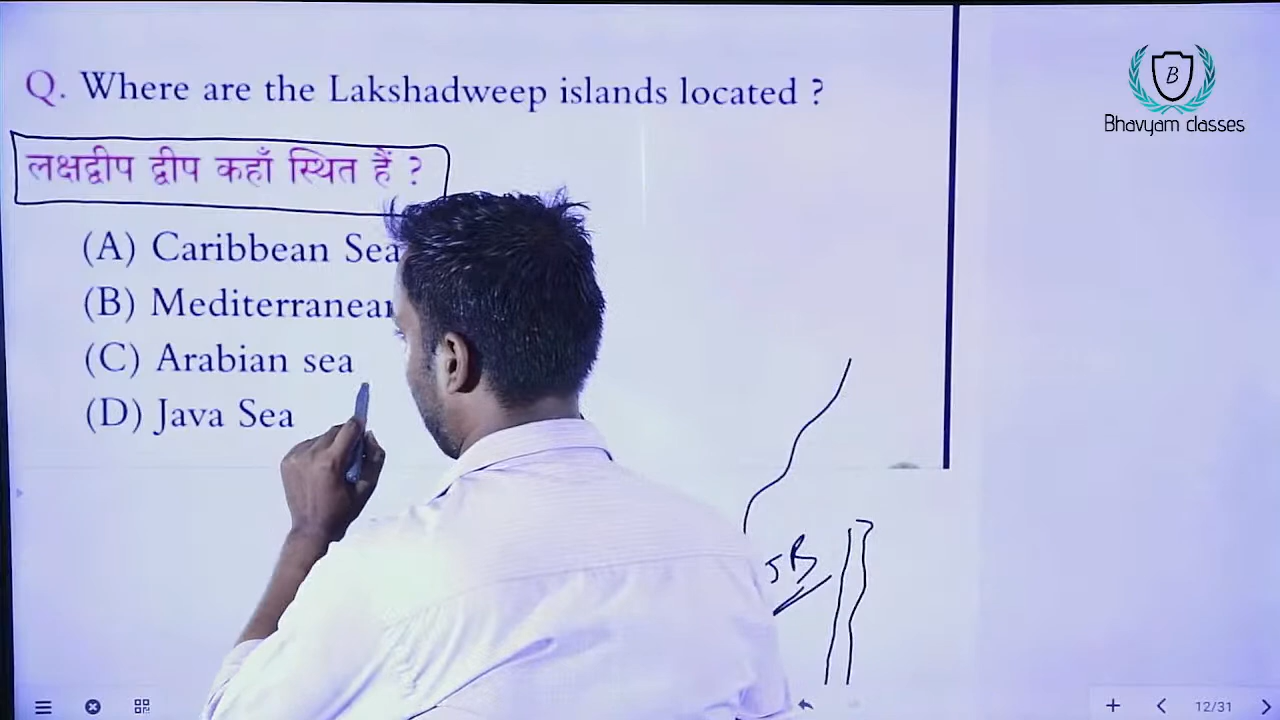 Q. Where are the Lakshadweep islands located ?
लक्षद्वीप द्वीप कहाँ स्थित हैं ?
(A) Caribbean Sea
(B) Mediterranean
(C) Arabian sea
(D) Java Sea
B
Bhavyam classes
12/31